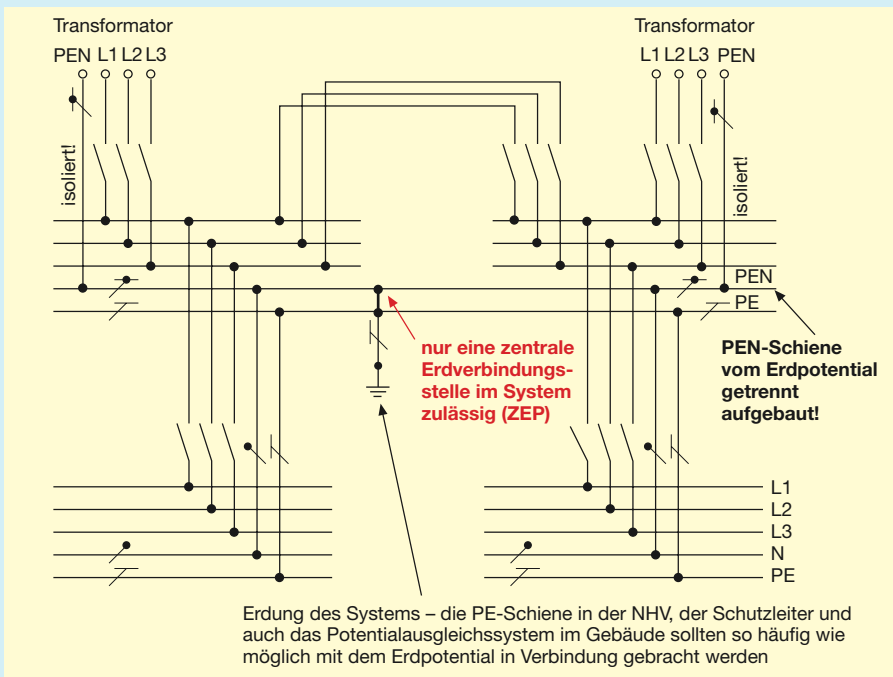 Transformator
Transformator
PEN L1 L2 L3
L1 L2 L3 PEN
isoliert!
isoliert!
PEN
PE
nur eine zentrale
Erdverbindungs-
stelle im System
zulässig (ZEP)
PEN-Schiene
vom Erdpotential
getrennt
aufgebaut!
L1
L2
L3
N
PE
Erdung des Systems – die PE-Schiene in der NHV, der Schutzleiter und
auch das Potentialausgleichssystem im Gebäude sollten so häufig wie
möglich mit dem Erdpotential in Verbindung gebracht werden